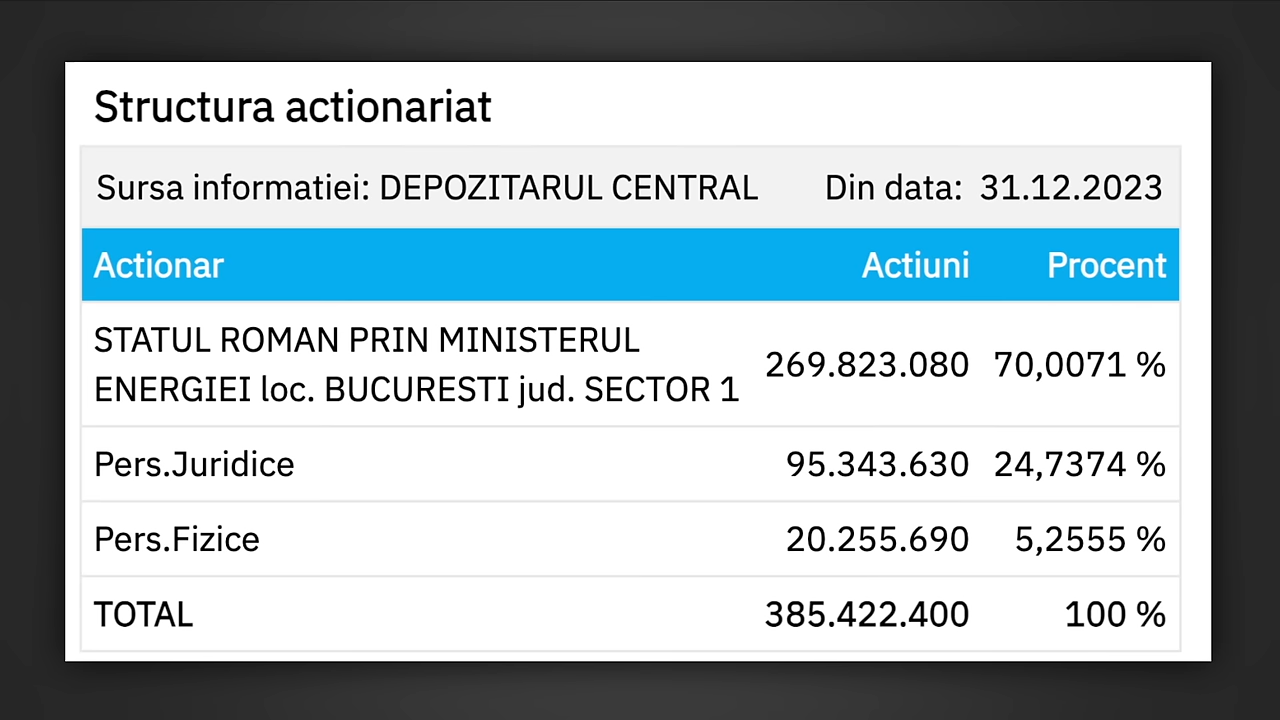 Structura actionariat
Sursa informatiei: DEPOZITARUL CENTRAL Din data: 31.12.2023
Actionar Actiuni Procent
STATUL ROMAN PRIN MINISTERUL
ENERGIEI loc. BUCURESTI jud. SECTOR 1 269.823.080 70,0071 %
Pers.Juridice 95.343.630 24,7374 %
Pers.Fizice 20.255.690 5,2555 %
TOTAL 385.422.400 100 %